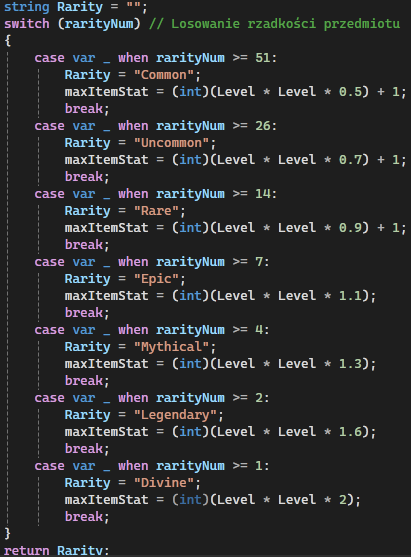 string Rarity = "";
switch (rarityNum) // Losowanie rzadkości przedmiotu
{
case var _ when rarityNum >= 51:
Rarity = "Common";
maxItemStat = (int)(Level * Level * 0.5) + 1;
break;
case var _ when rarityNum >= 26:
Rarity = "Uncommon";
maxItemStat = (int)(Level * Level * 0.7) + 1;
break;
case var _ when rarityNum >= 14:
Rarity = "Rare";
maxItemStat = (int)(Level * Level * 0.9) + 1;
break;
case var _ when rarityNum >= 7:
Rarity = "Epic";
maxItemStat = (int)(Level * Level * 1.1);
break;
case var _ when rarityNum >= 4:
Rarity = "Mythical";
maxItemStat = (int)(Level * Level * 1.3);
break;
case var _ when rarityNum >= 2:
Rarity = "Legendary";
maxItemStat = (int)(Level * Level * 1.6);
break;
case var _ when rarityNum >= 1:
Rarity = "Divine";
maxItemStat = (int)(Level * Level * 2);
break;
}
return Rarity;